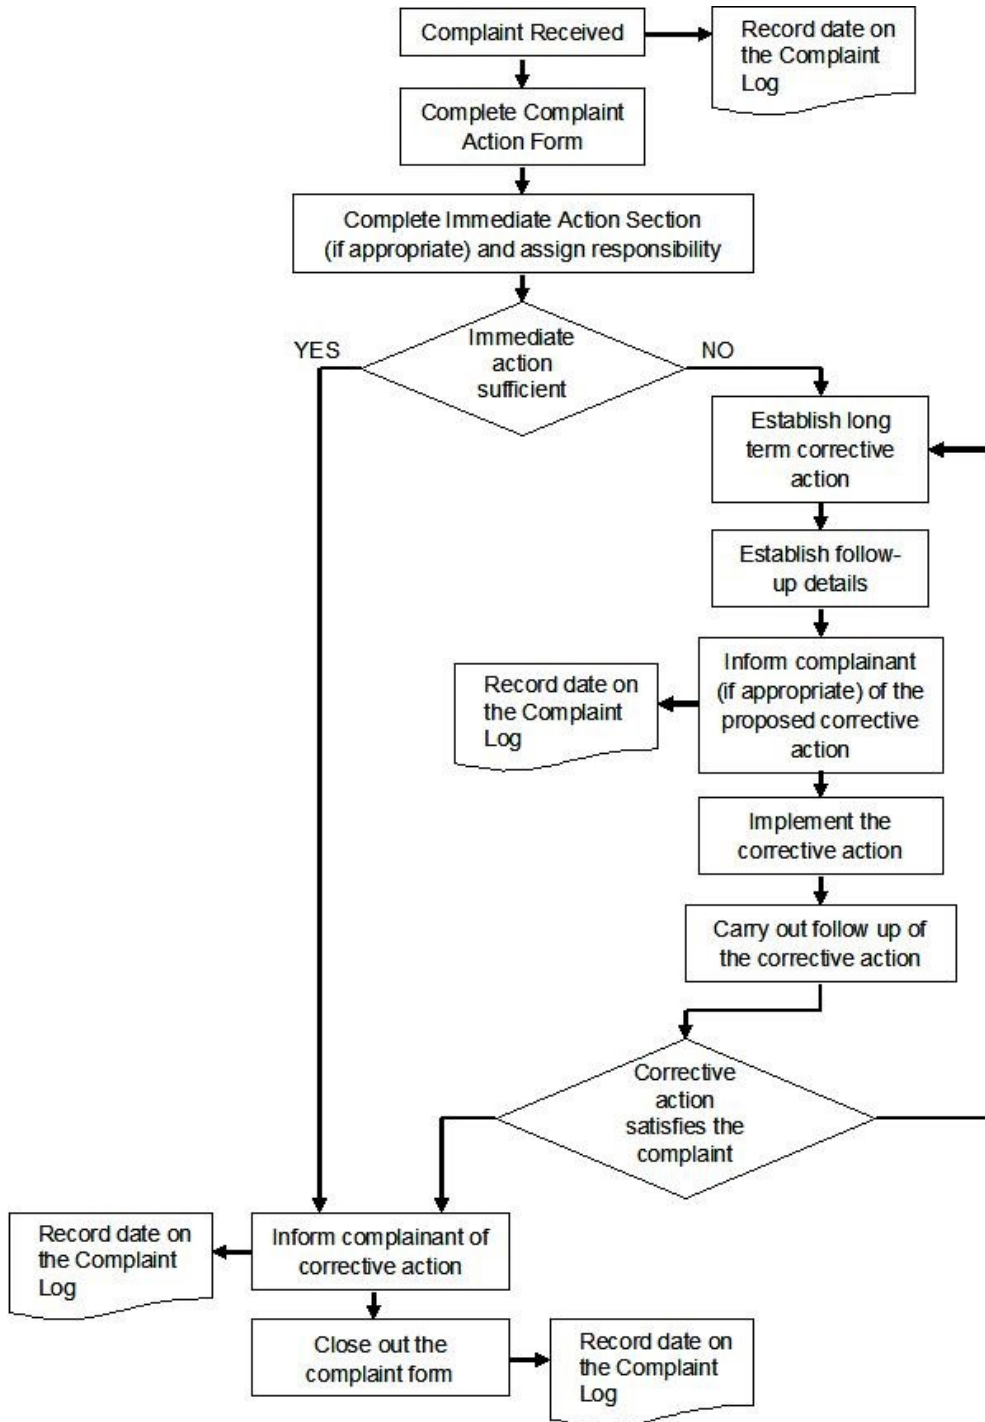 Complaint Received
Record date on
the Complaint
Log
Complete Complaint
Action Form
Complete Immediate Action Section
(if appropriate) and assign responsibility
YES
Immediate
action
sufficient
NO
Establish long
term corrective
action
Establish follow-
up details
Inform complainant
(if appropriate) of the
proposed corrective
action
Record date on
the Complaint
Log
Implement the
corrective action
Carry out follow up of
the corrective action
Corrective
action
satisfies the
complaint
Record date on
the Complaint
Log
Inform complainant of
corrective action
Close out the
complaint form
Record date on
the Complaint
Log